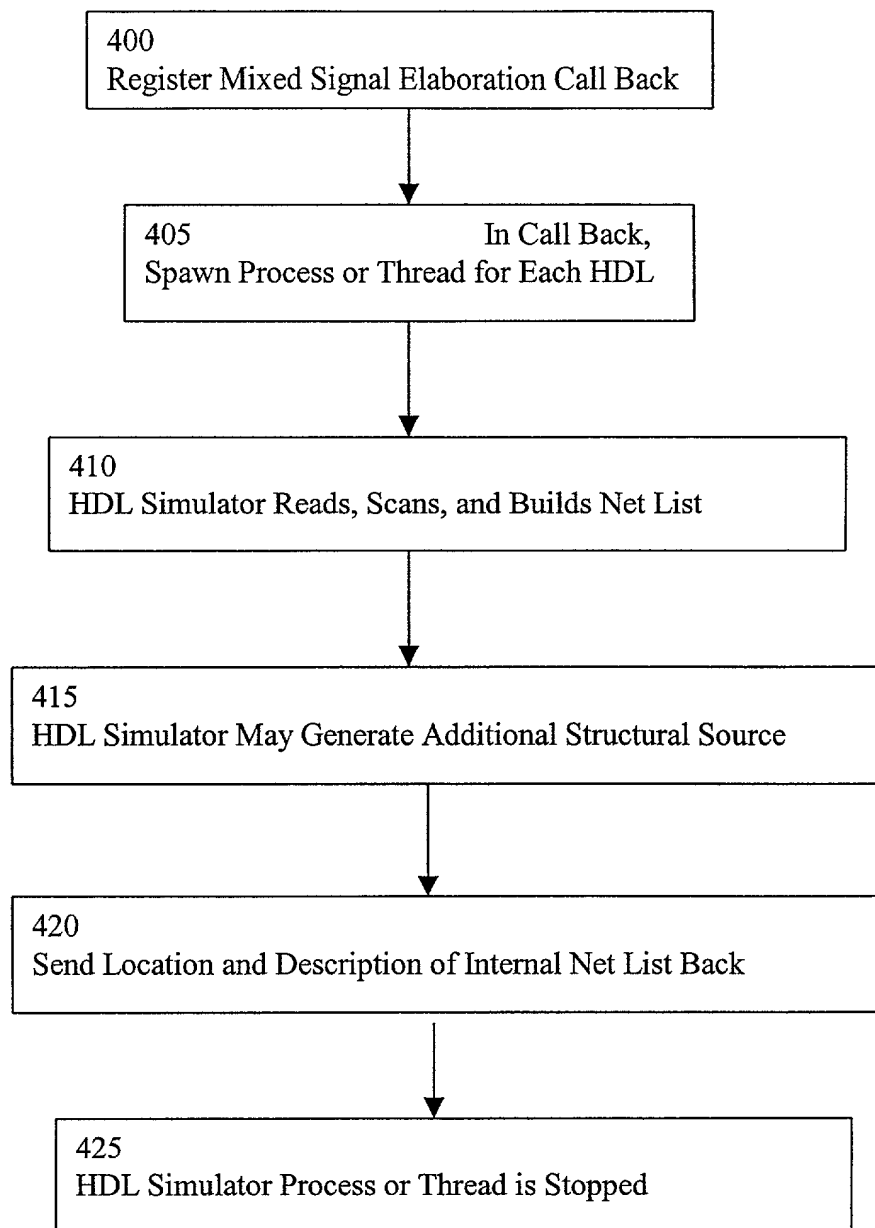 400
Register Mixed Signal Elaboration Call Back
405 In Call Back,
Spawn Process or Thread for Each HDL
410
HDL Simulator Reads, Scans, and Builds Net List
415
HDL Simulator May Generate Additional Structural Source
420
Send Location and Description of Internal Net List Back
425
HDL Simulator Process or Thread is Stopped